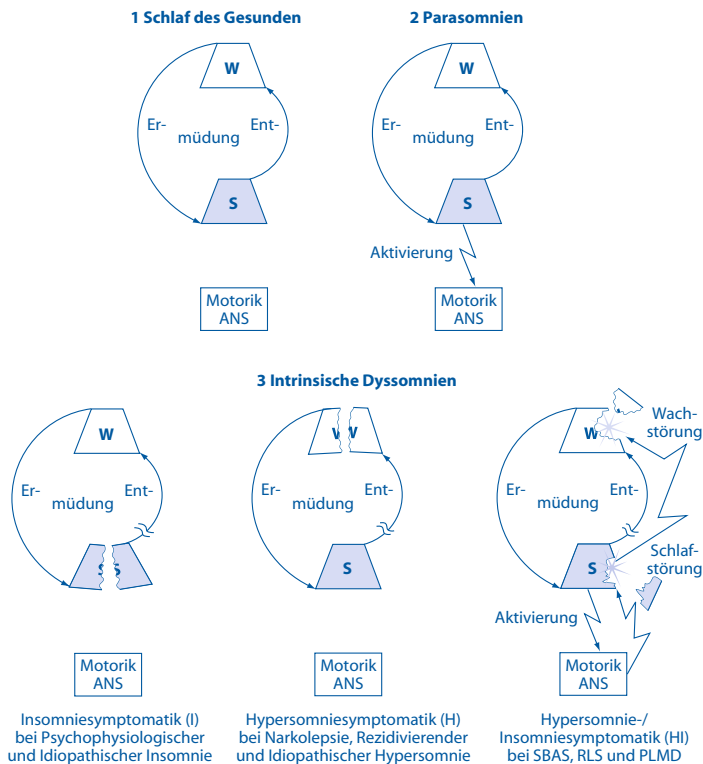 1 Schlaf des Gesunden
W
Er-
müdung
Ent-
S
Motorik
ANS
2 Parasomnien
W
Er-
müdung
Ent-
S
Aktivierung
Motorik
ANS
3 Intrinsische Dyssomnien
W
Er-
müdung
Ent-
S S
Motorik
ANS
Insomniesymptomatik (I)
bei Psychophysiologischer
und Idiopathischer Insomnie
W W
Er-
müdung
Ent-
S
Motorik
ANS
Hypersomniesymptomatik (H)
bei Narkolepsie, Rezidivierender
und Idiopathischer Hypersomnie
W
Wach-
störung
Er-
müdung
Ent-
S
Schlaf-
störung
Aktivierung
Motorik
ANS
Hypersomnie-/
Insomniesymptomatik (HI)
bei SBAS, RLS und PLMD